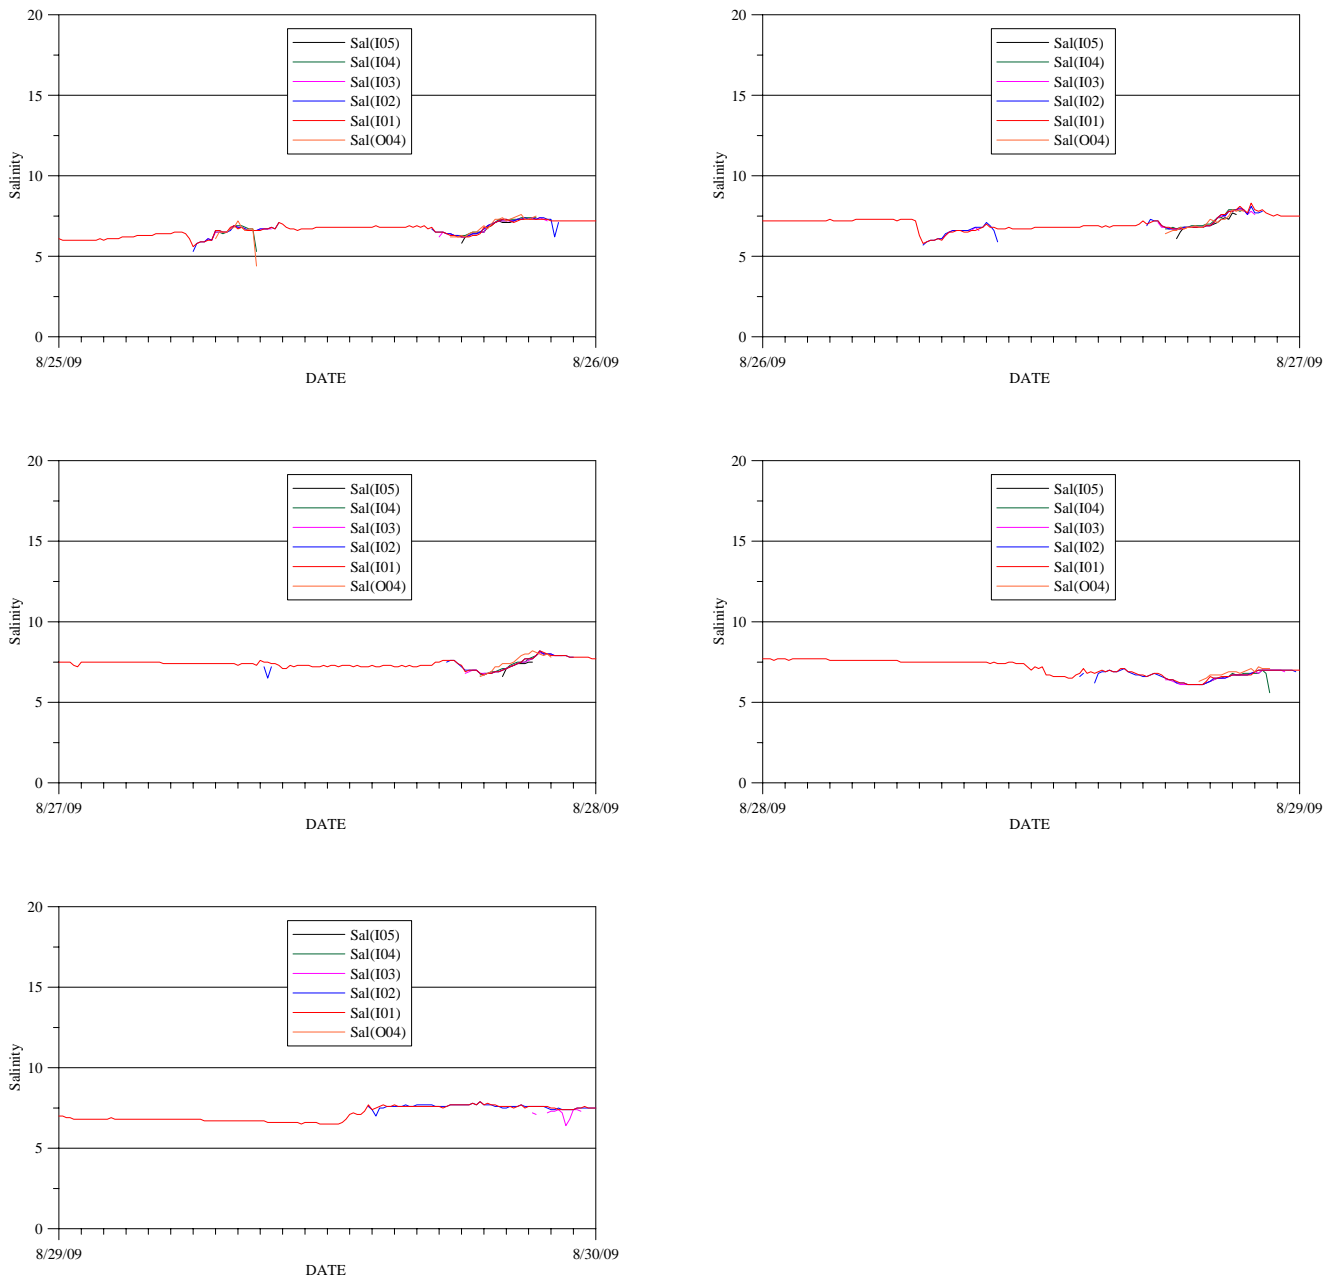 20
15
10
5
0
Salinity
Sal(I05)
Sal(I04)
Sal(I03)
Sal(I02)
Sal(I01)
Sal(O04)
8/25/09
8/26/09
DATE
20
15
10
5
0
Salinity
Sal(I05)
Sal(I04)
Sal(I03)
Sal(I02)
Sal(I01)
Sal(O04)
8/26/09
8/27/09
DATE
20
15
10
5
0
Salinity
Sal(I05)
Sal(I04)
Sal(I03)
Sal(I02)
Sal(I01)
Sal(O04)
8/27/09
8/28/09
DATE
20
15
10
5
0
Salinity
Sal(I05)
Sal(I04)
Sal(I03)
Sal(I02)
Sal(I01)
Sal(O04)
8/28/09
8/29/09
DATE
20
15
10
5
0
Salinity
Sal(I05)
Sal(I04)
Sal(I03)
Sal(I02)
Sal(I01)
Sal(O04)
8/29/09
8/30/09
DATE